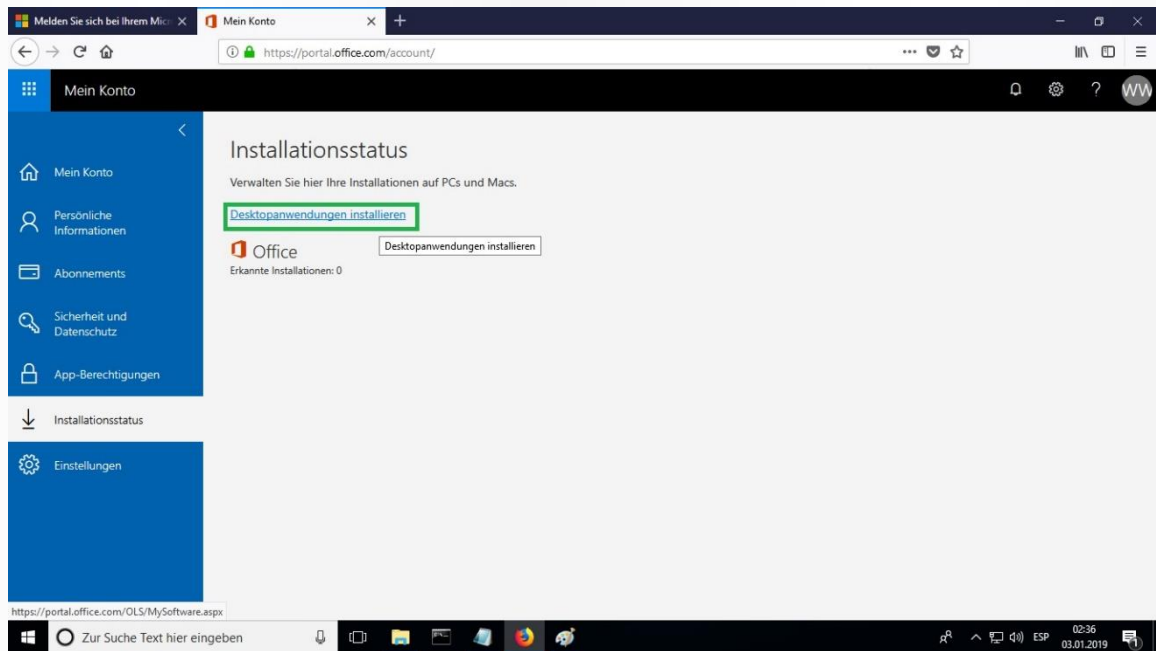 Melden Sie sich bei Ihrem Micr
Mein Konto
https://portal.office.com/account/
Mein Konto
WW
Mein Konto
Persönliche
Informationen
Abonnements
Sicherheit und
Datenschutz
App-Berechtigungen
Installationsstatus
Einstellungen
Installationsstatus
Verwalten Sie hier Ihre Installationen auf PCs und Macs.
Desktopanwendungen installieren
Office
Desktopanwendungen installieren
Erkannte Installationen: 0
https://portal.office.com/OLS/MySoftware.aspx
Zur Suche Text hier eingeben
ESP
02:36
03.01.2019
1